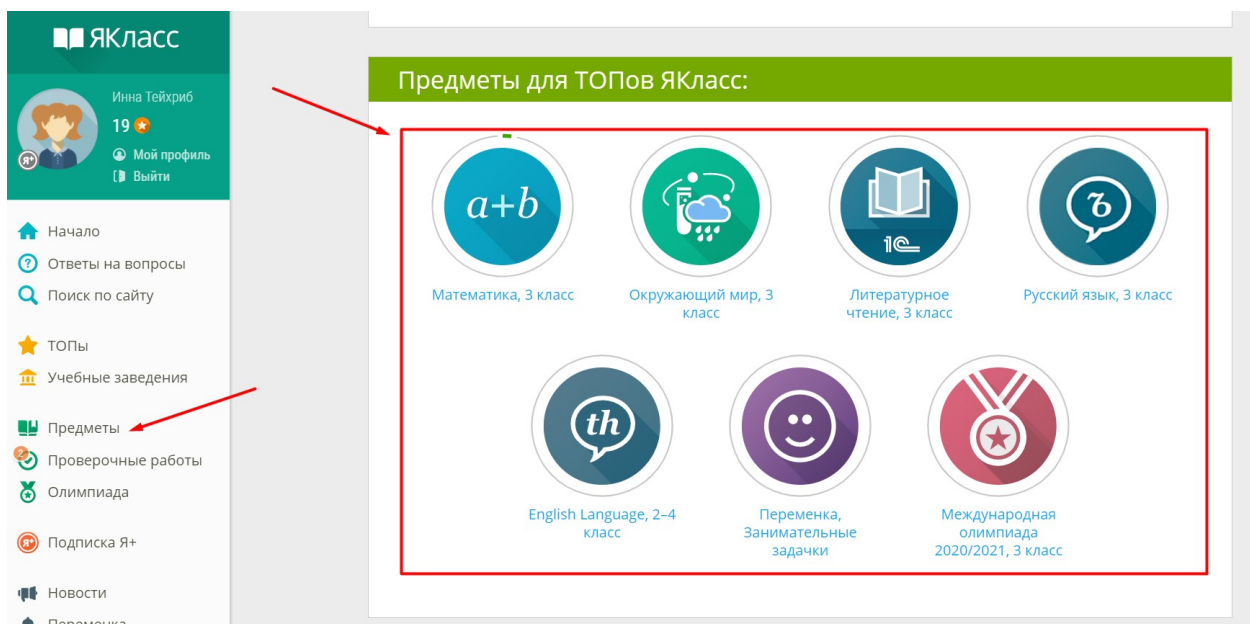 ЯКласс
Инна Тейхриб
19
Я+
Мой профиль
Выйти
Начало
Ответы на вопросы
Поиск по сайту
ТОПы
Учебные заведения
Предметы
2
Проверочные работы
Олимпиада
Я+
Подписка Я+
Новости
Переменка
Предметы для ТОПов ЯКласс:
a+b
1С
Ъ
Математика, 3 класс
Окружающий мир, 3
класс
Литературное
чтение, 3 класс
Русский язык, 3 класс
th
English Language, 2–4
класс
Переменка,
Занимательные
задачки
Международная
олимпиада
2020/2021, 3 класс